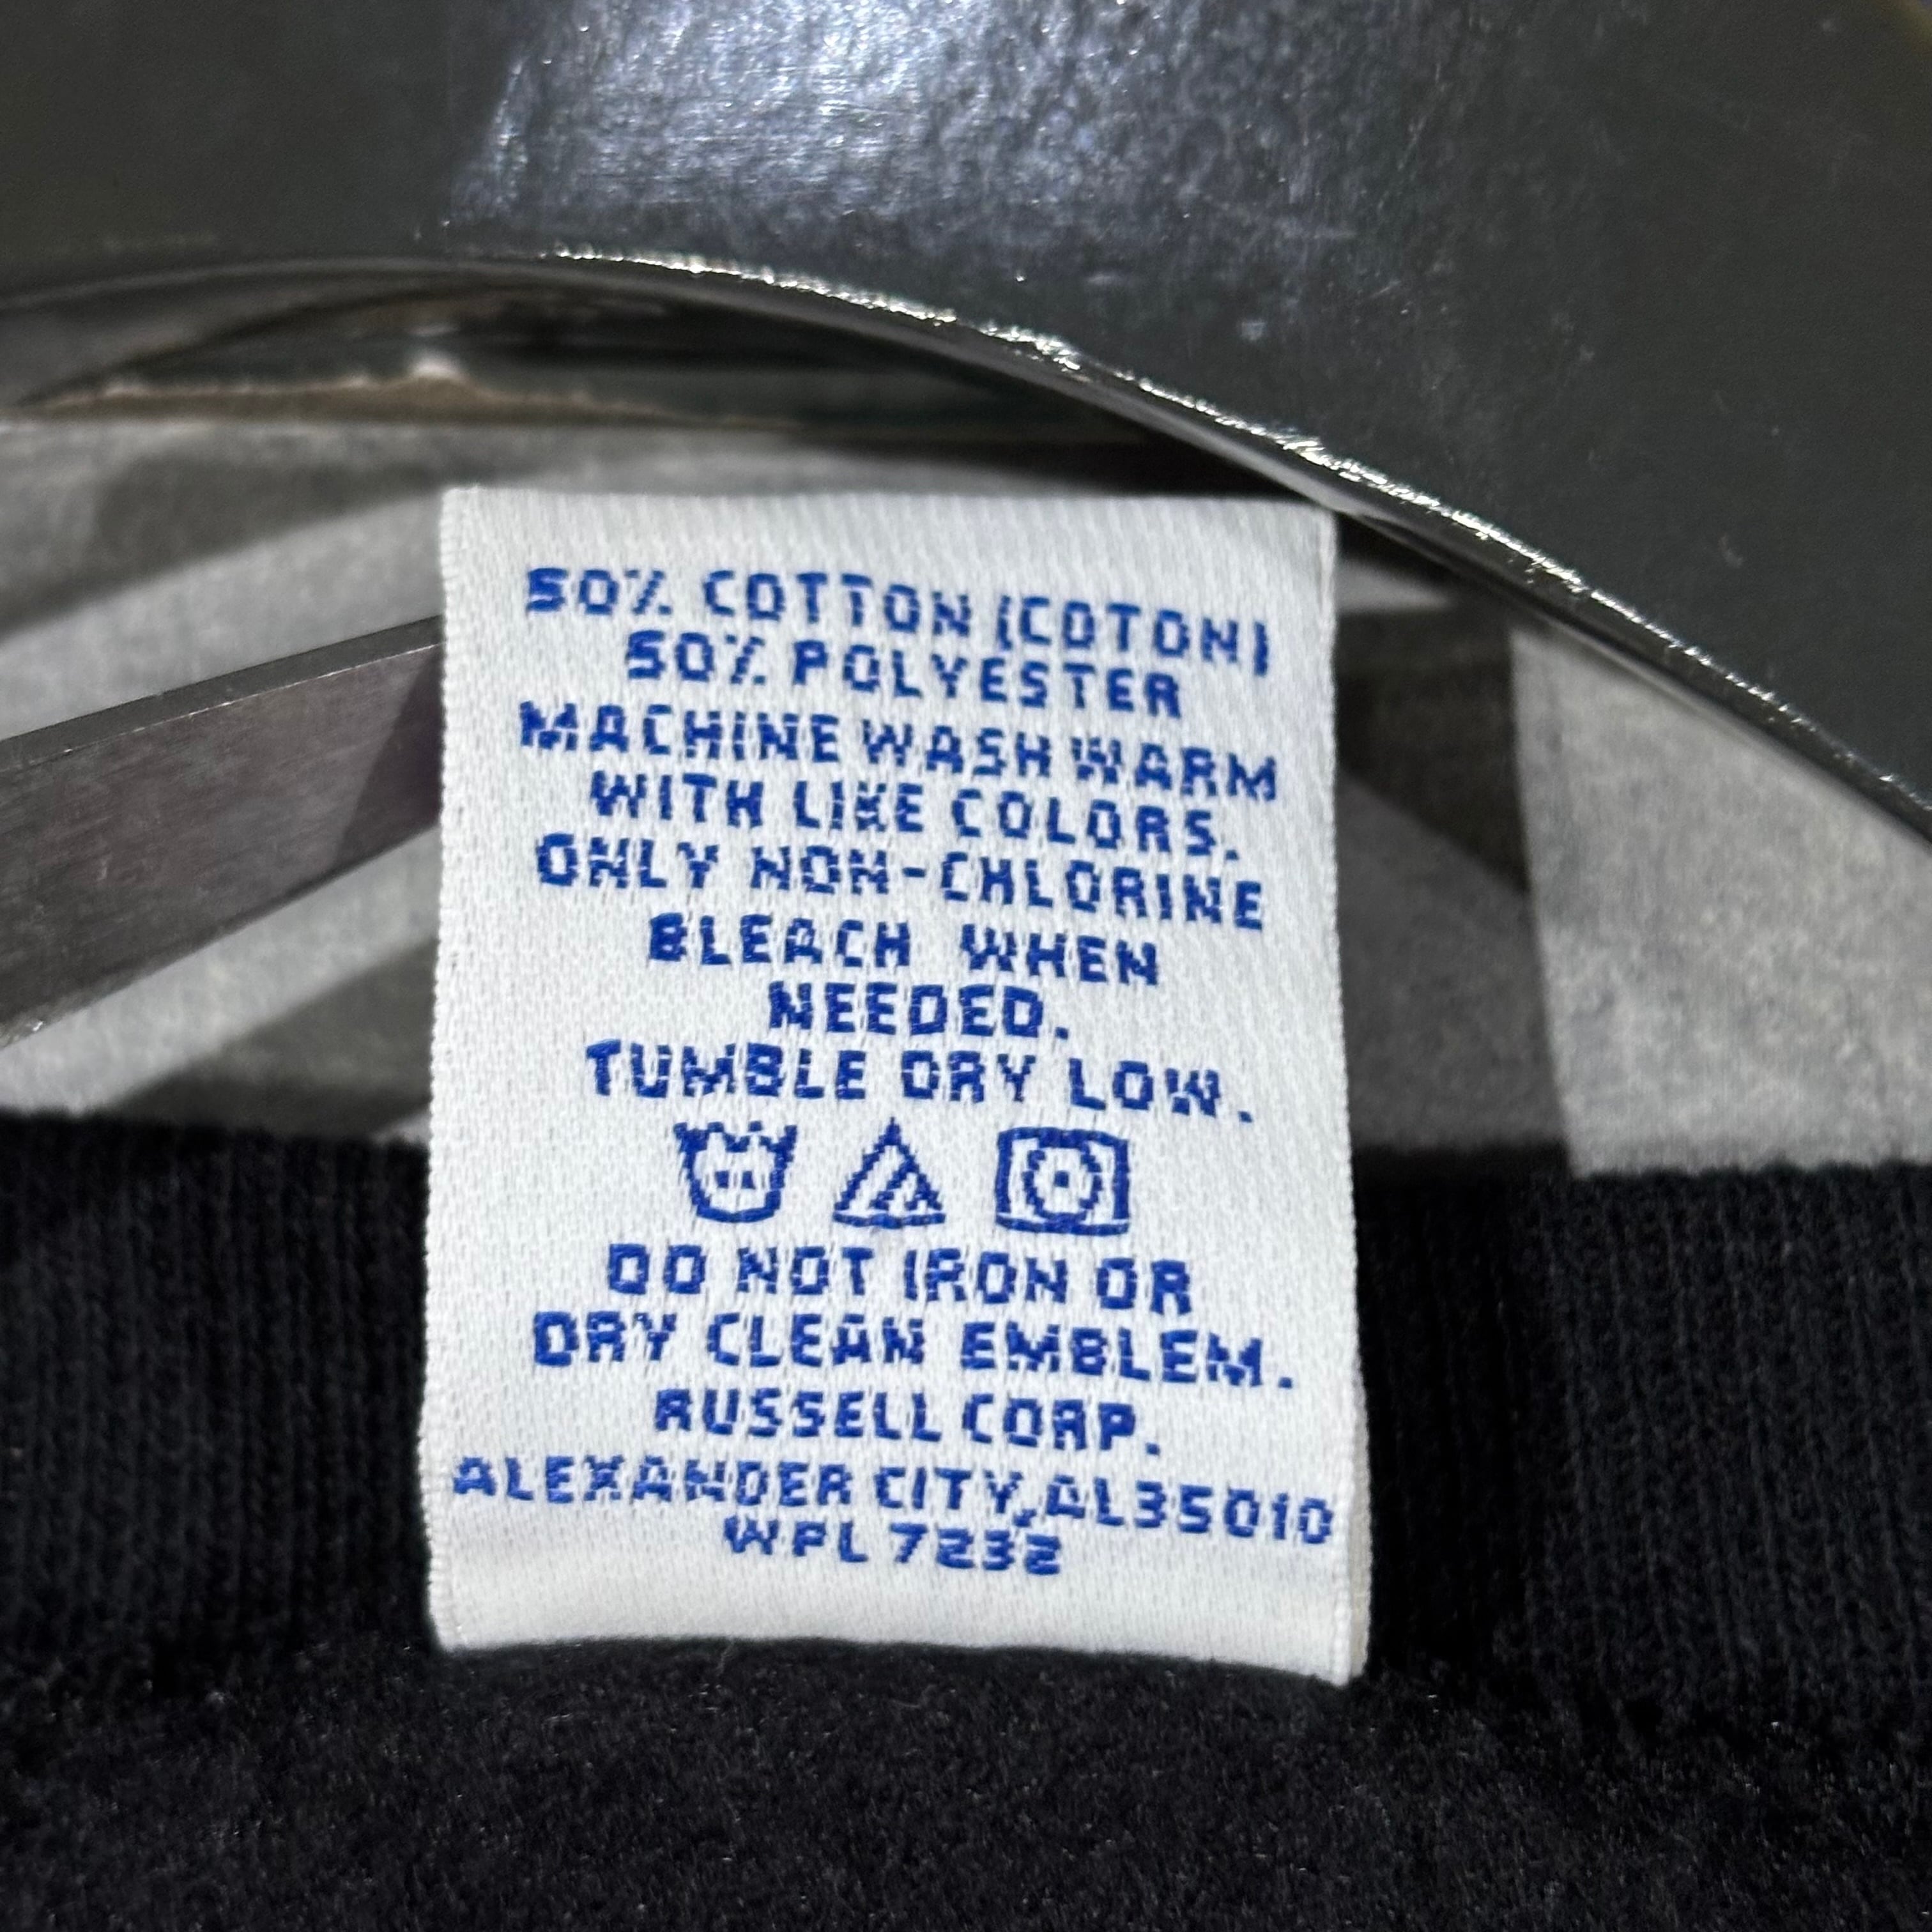 50% COTTON (COTON)
50% POLYESTER
MACHINE WASH WARM
WITH LIKE COLORS.
ONLY NON-CHLORINE
BLEACH WHEN
NEEDED.
TUMBLE DRY LOW.
DO NOT IRON OR
DRY CLEAN EMBLEM.
RUSSELL CORP.
ALEXANDER CITY, AL35010
WPL 7232